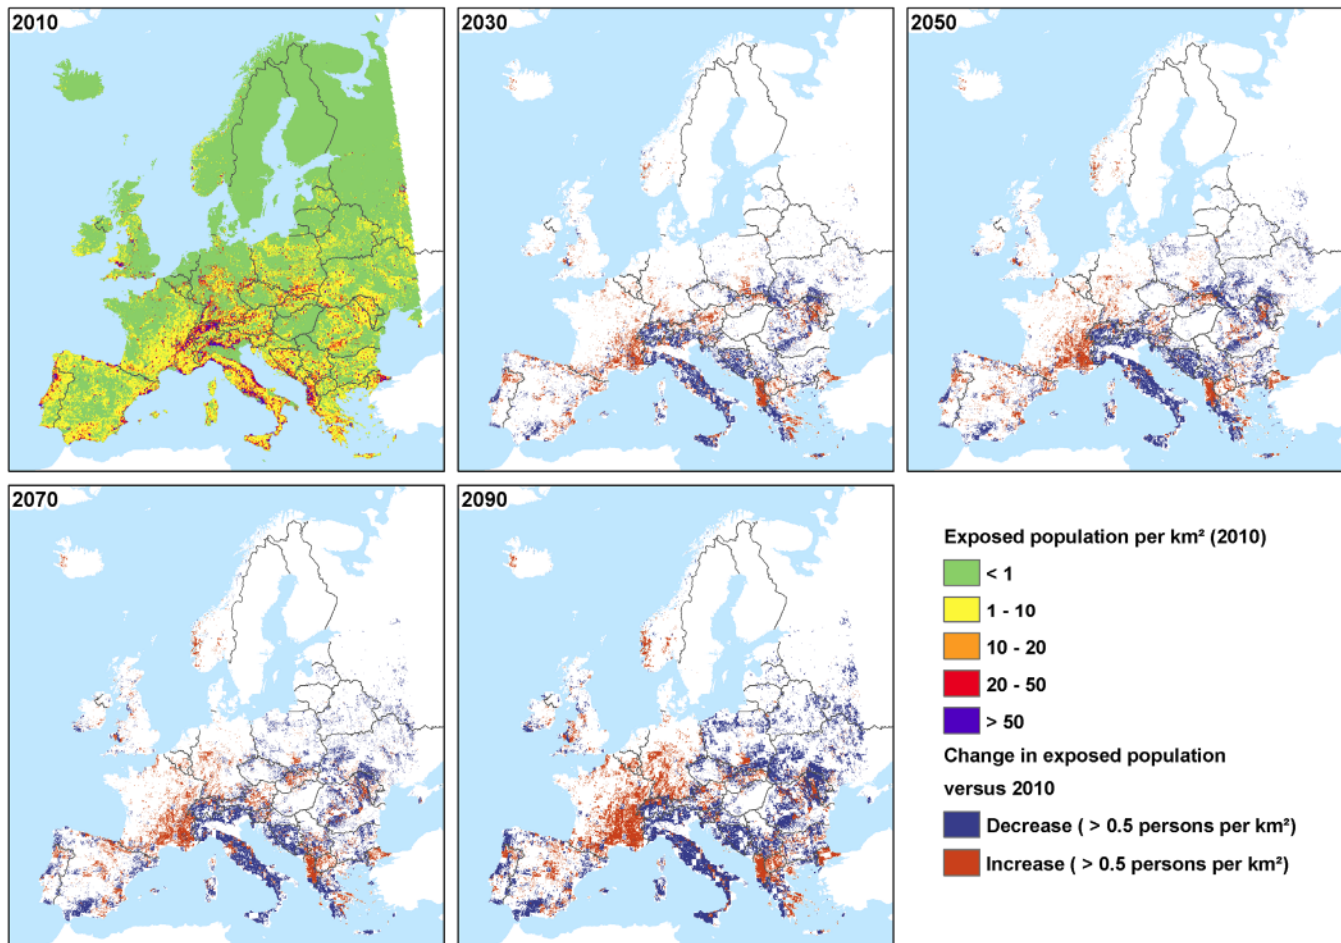 2010
2030
2050
2070
2090
Exposed population per km² (2010)
< 1
1 - 10
10 - 20
20 - 50
> 50
Change in exposed population
versus 2010
Decrease ( > 0.5 persons per km²)
Increase ( > 0.5 persons per km²)